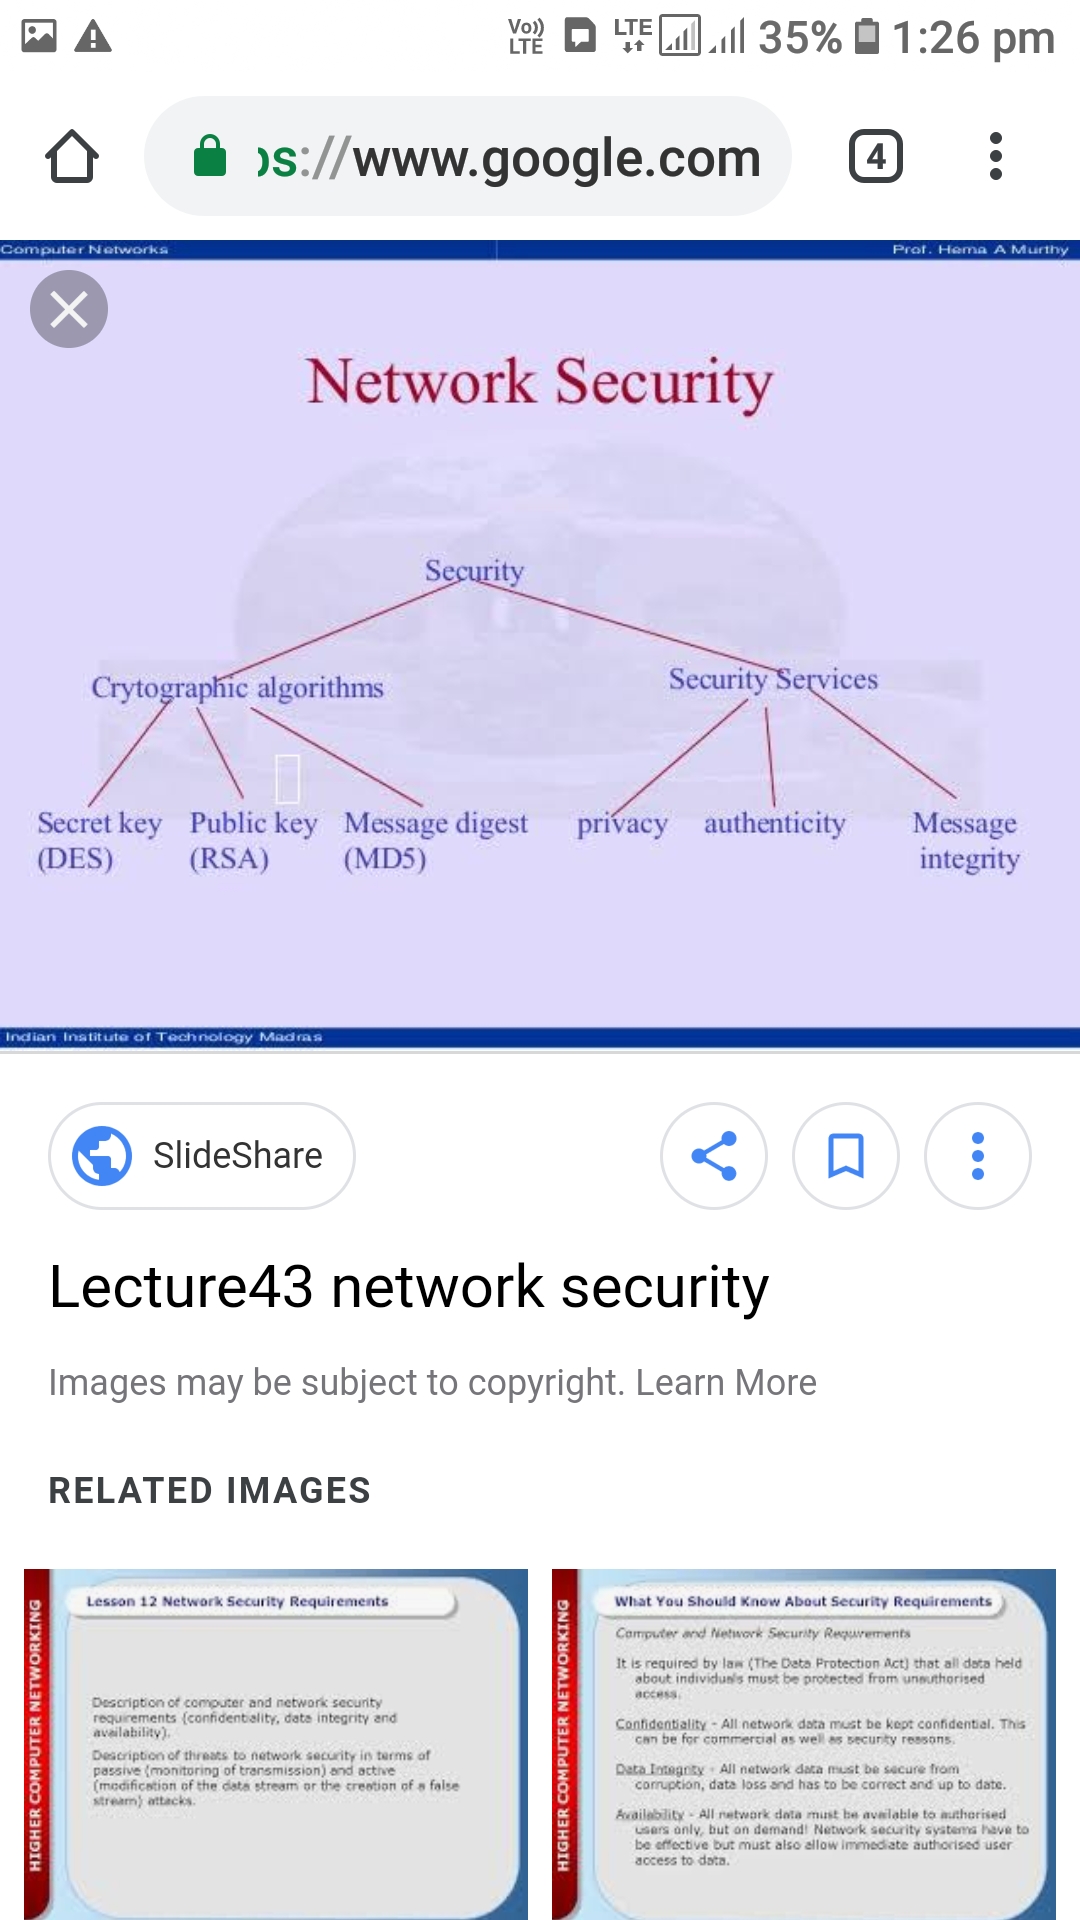 Vo)) LTE LTE 35% 1:26 pm
ps://www.google.com 4
Computer Networks Prof. Hema A Murthy
Network Security
Security
Crytographic algorithms Security Services
Secret key Public key Message digest privacy authenticity Message
(DES) (RSA) (MD5) integrity
Indian Institute of Technology Madras
SlideShare
Lecture43 network security
Images may be subject to copyright. Learn More
RELATED IMAGES
HIGHER COMPUTER NETWORKING
Lesson 12 Network Security Requirements
Description of computer and network security
requirements (confidentiality, data integrity and
availability).
Description of threats to network security in terms of
passive (monitoring of transmission) and active
(modification of the data stream or the creation of a false
stream) attacks.
HIGHER COMPUTER NETWORKING
What You Should Know About Security Requirements
Computer and Network Security Requirements
It is required by law (The Data Protection Act) that all data held
about individuals must be protected from unauthorised
access.
Confidentiality - All network data must be kept confidential. This
can be for commercial as well as security reasons.
Data Integrity - All network data must be secure from
corruption, data loss and has to be correct and up to date.
Availability - All network data must be available to authorised
users only, but on demand! Network security systems have to
be effective but must also allow immediate authorised user
access to data.